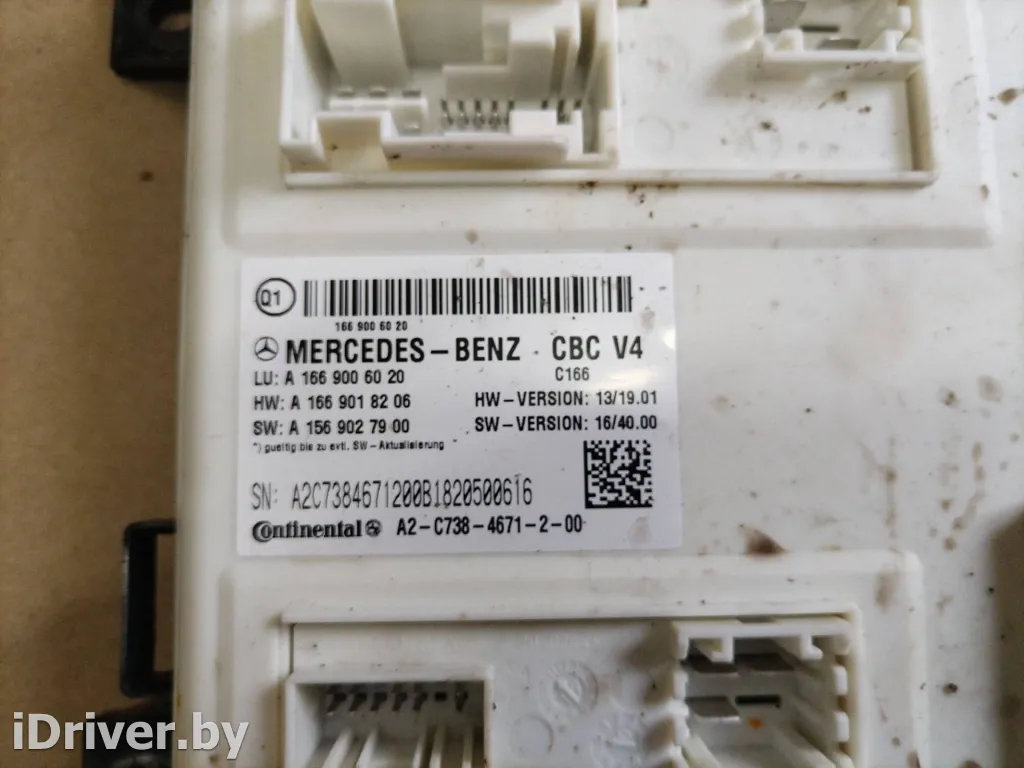 Q1
166 900 60 20
MERCEDES-BENZ CBC V4
C166
LU: A 166 900 60 20
HW: A 166 901 82 06 HW-VERSION: 13/19.01
SW: A 156 902 79 00 SW-VERSION: 16/40.00
*) gueltig bis zu evtl. SW-Aktualisierung
SN: A2C7384671200B1820500616
Continental A2-C738-4671-2-00
iDriver.by